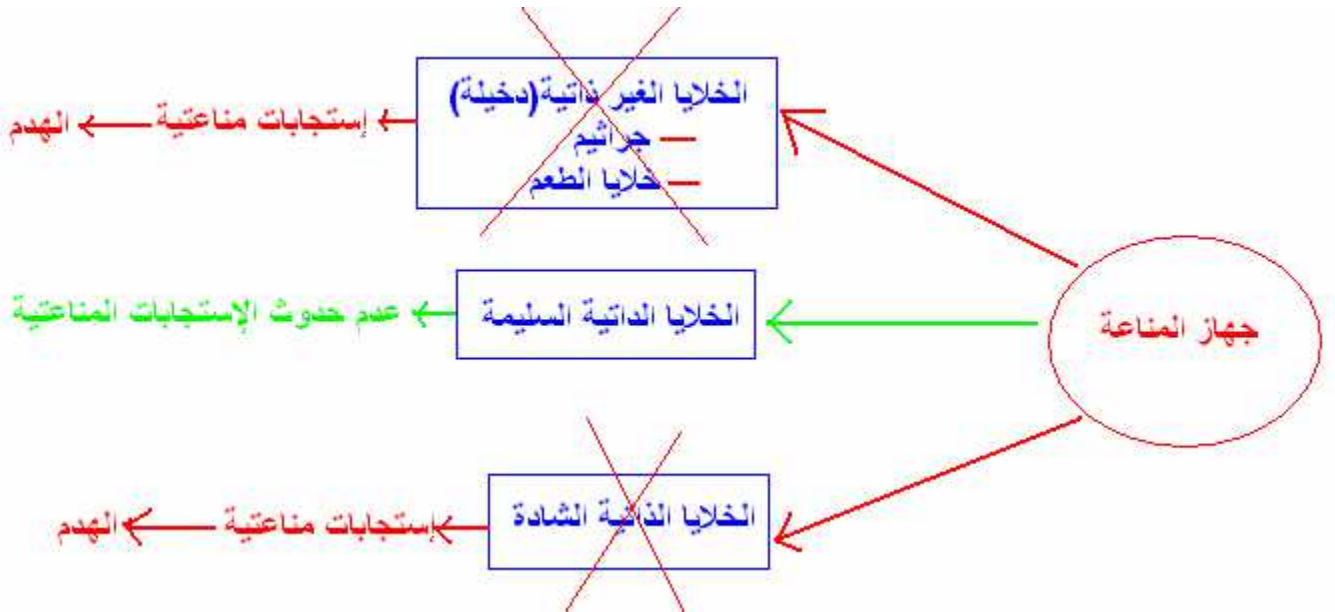 جهاز المناعة
الخلايا الغير ذاتية(دخيلة)
— جراثيم
— خلايا الطعم
إستجابات مناعتية
الهدم
الخلايا الداتية السليمة
عدم حدوث الإستجابات المناعتية
الخلايا الذاتية الشادة
إستجابات مناعتية
الهدم